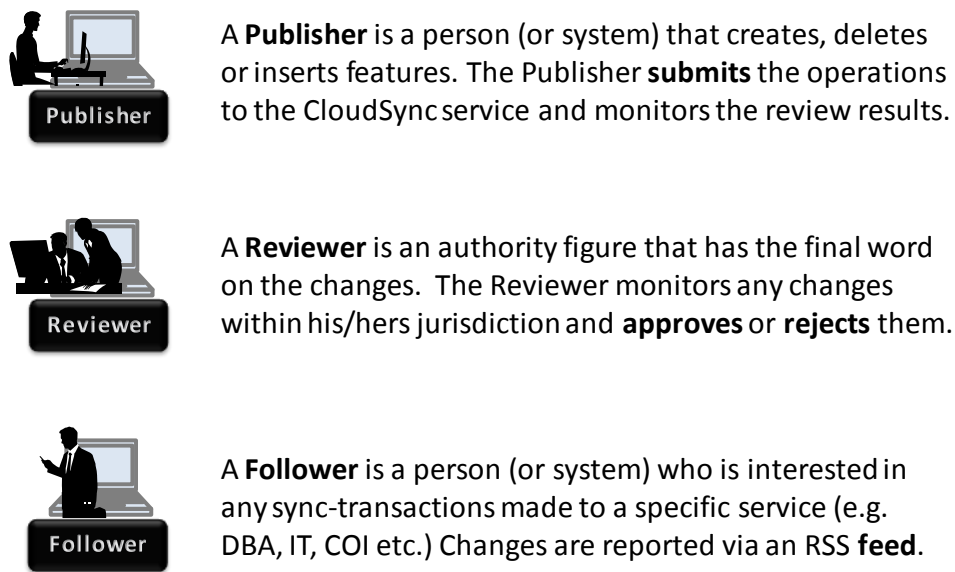 A Publisher is a person (or system) that creates, deletes
or inserts features. The Publisher submits the operations
to the CloudSync service and monitors the review results.
Publisher
A Reviewer is an authority figure that has the final word
on the changes.  The Reviewer monitors any changes
within his/hers jurisdiction and approves or rejects them.
Reviewer
A Follower is a person (or system) who is interested in
any sync-transactions made to a specific service (e.g.
DBA, IT, COI etc.) Changes are reported via an RSS feed.
Follower